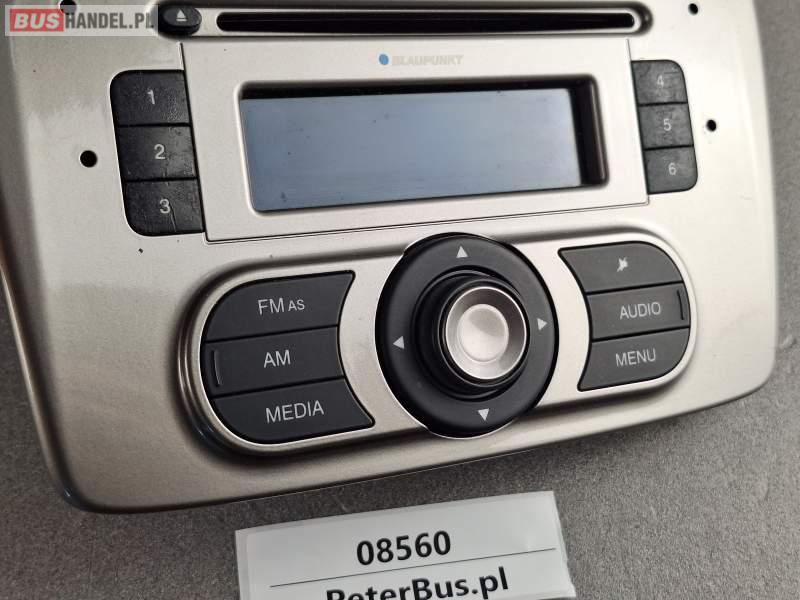 BUSHANDEL.PL
BLAUPUNKT
1
2
3
4
5
6
FM AS
AM
MEDIA
AUDIO
MENU
08560
PeterBus.pl